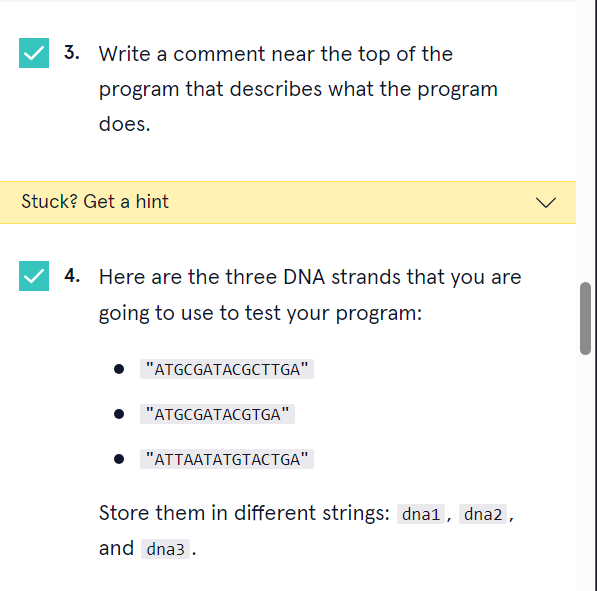 3. Write a comment near the top of the
program that describes what the program
does.
Stuck? Get a hint
4. Here are the three DNA strands that you are
going to use to test your program:
"ATGCGATACGCTTGA"
"ATGCGATACGTGA"
"ATTAATATGTACTGA"
Store them in different strings: dna1, dna2,
and dna3.